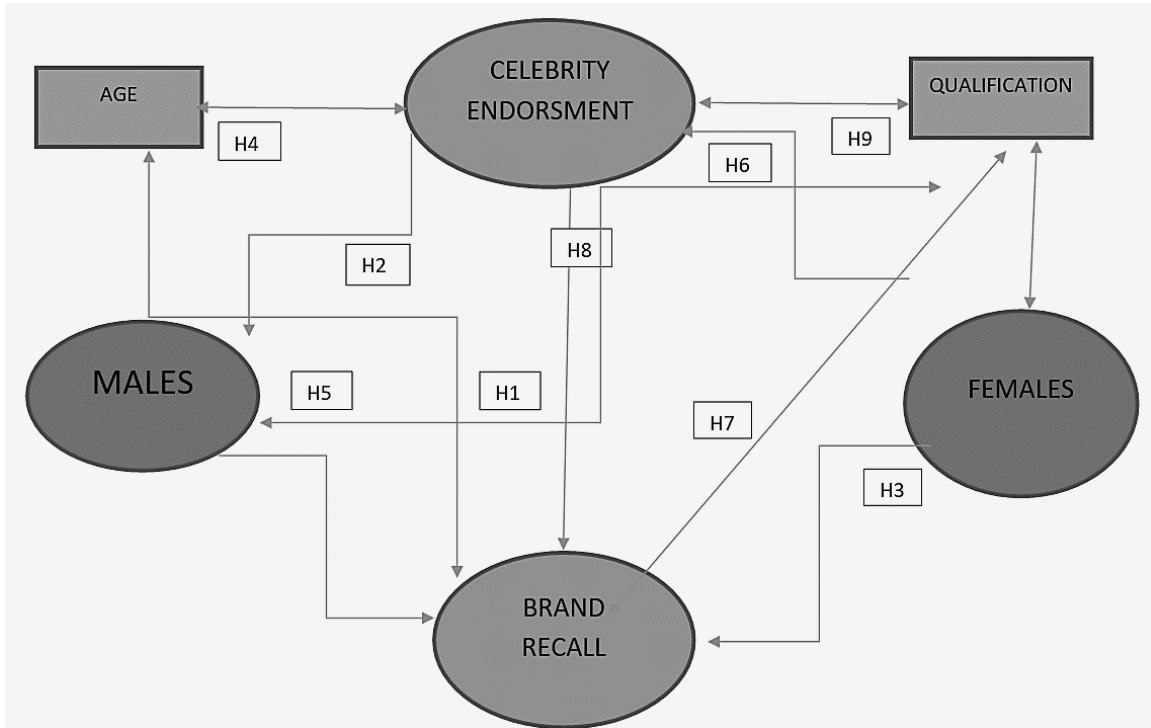 CELEBRITY
ENDORSMENT
AGE
QUALIFICATION
H4
H9
H6
H2
H8
MALES
H5
H1
FEMALES
H7
H3
BRAND
RECALL